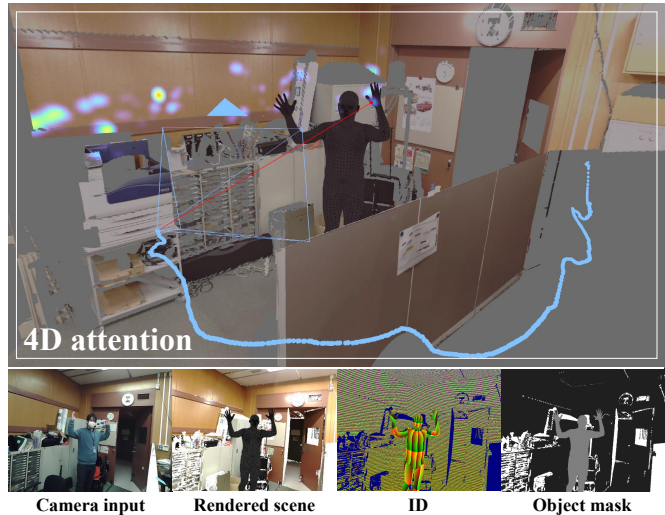 4D attention
Camera input
Rendered scene
ID
Object mask